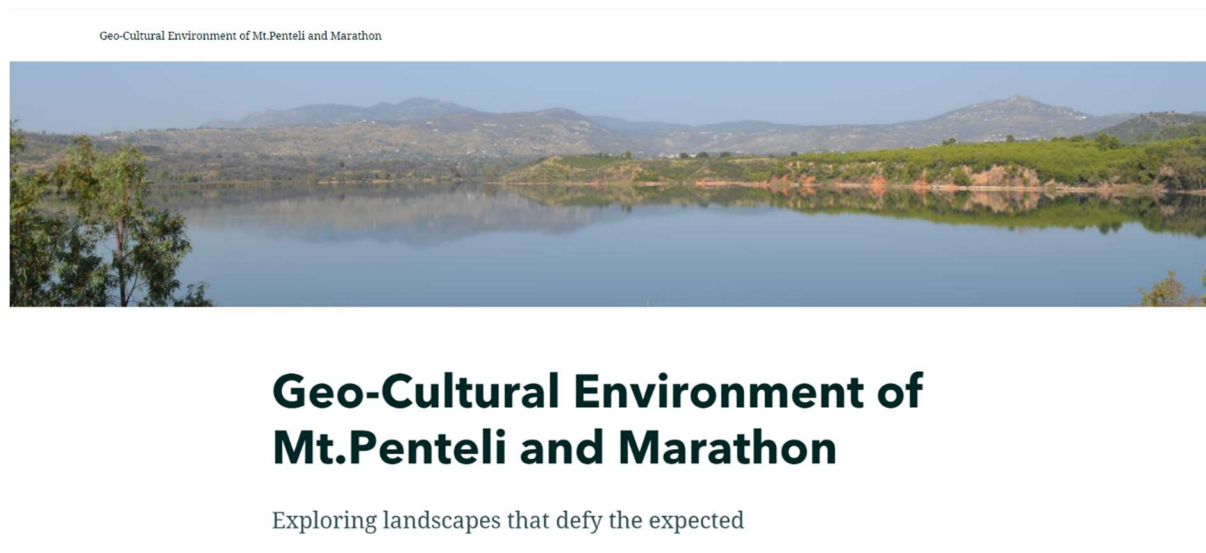 Geo-Cultural Environment of Mt.Penteli and Marathon
Geo-Cultural Environment of
Mt.Penteli and Marathon
Exploring landscapes that defy the expected